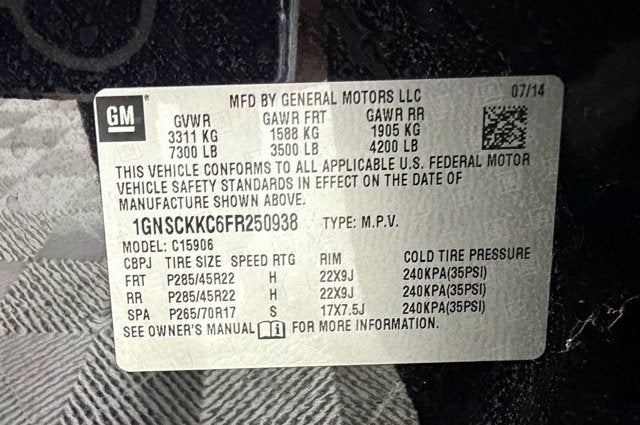 GM
MFD BY GENERAL MOTORS LLC 07/14
GVWR GAWR FRT GAWR RR
3311 KG 1588 KG 1905 KG
7300 LB 3500 LB 4200 LB
THIS VEHICLE CONFORMS TO ALL APPLICABLE U.S. FEDERAL MOTOR
VEHICLE SAFETY STANDARDS IN EFFECT ON THE DATE OF
MANUFACTURE SHOWN ABOVE.
1GNSCKKC6FR250938 TYPE: M.P.V.
MODEL: C15906
CBPJ TIRE SIZE SPEED RTG RIM COLD TIRE PRESSURE
FRT P285/45R22 H 22X9J 240KPA(35PSI)
RR P285/45R22 H 22X9J 240KPA(35PSI)
SPA P265/70R17 S 17X7.5J 240KPA(35PSI)
SEE OWNER'S MANUAL FOR MORE INFORMATION.